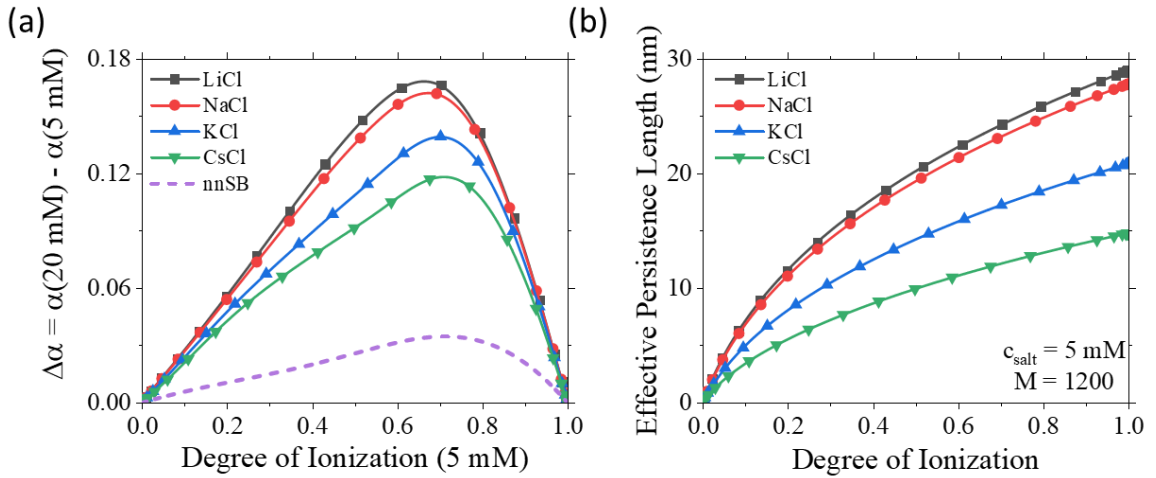 (a)
Δα = α(20 mM) - α(5 mM)
0.18
0.12
0.06
0.00
LiCl
NaCl
KCl
CsCl
nnSB
0.0 0.2 0.4 0.6 0.8 1.0
Degree of Ionization (5 mM)
(b)
Effective Persistence Length (nm)
30
20
10
0
LiCl
NaCl
KCl
CsCl
c_salt = 5 mM
M = 1200
0.0 0.2 0.4 0.6 0.8 1.0
Degree of Ionization